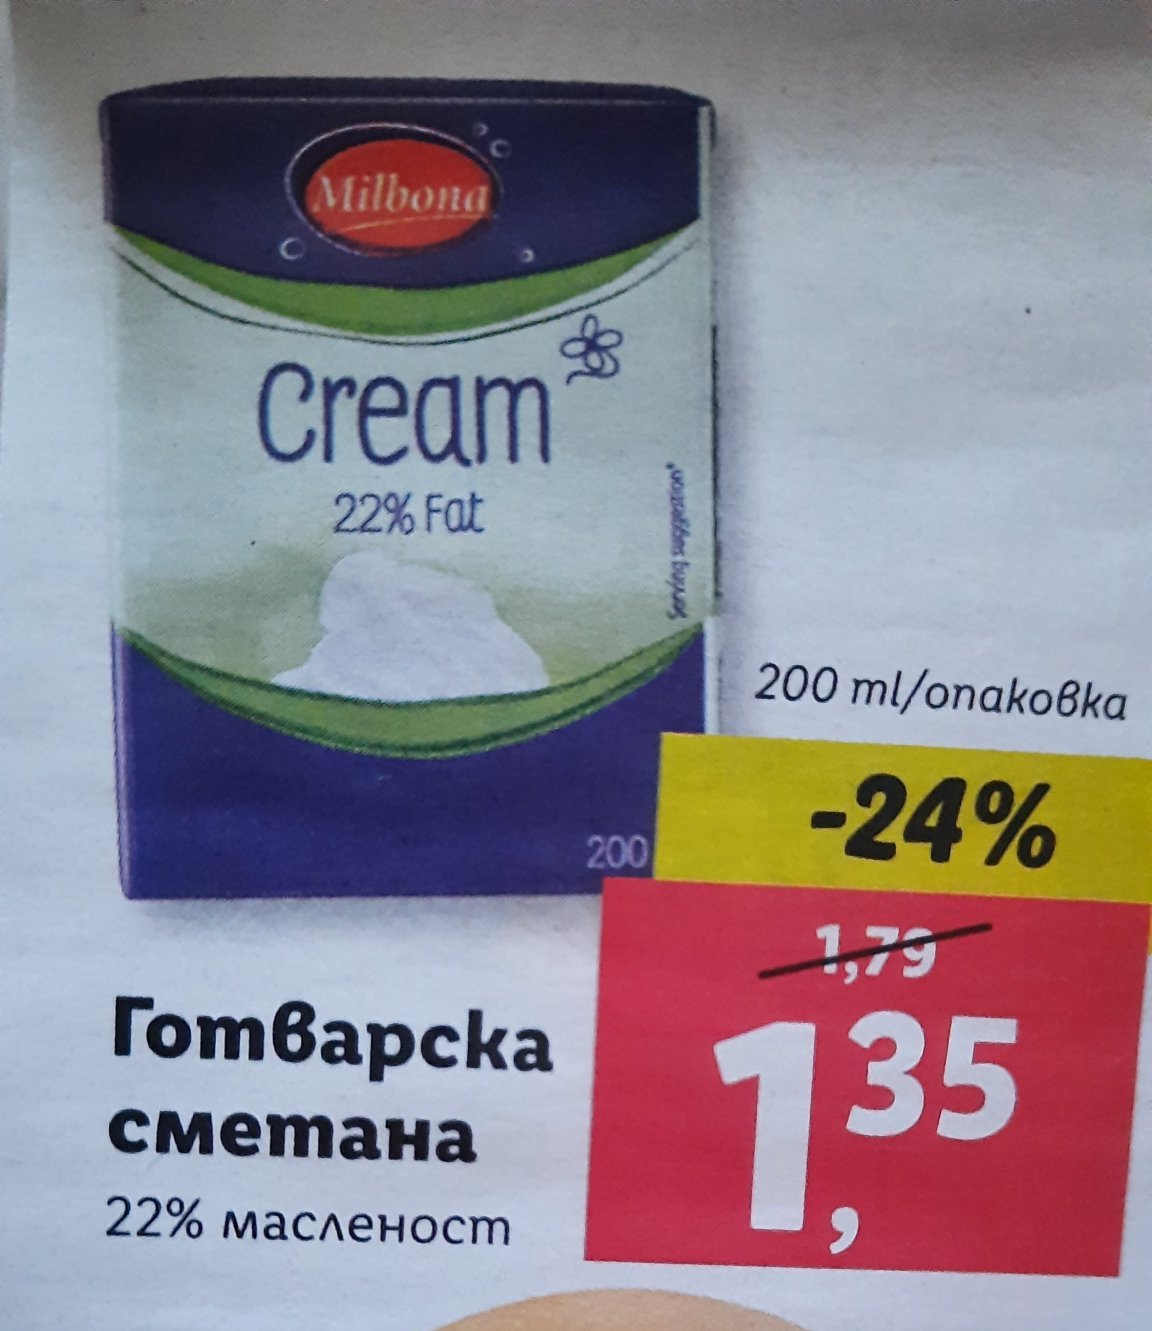 Milbona
Cream
22% Fat
Serving suggestion*
200
200 ml/опаковка
-24%
1,79
1,35
Готварска
сметана
22% масленост